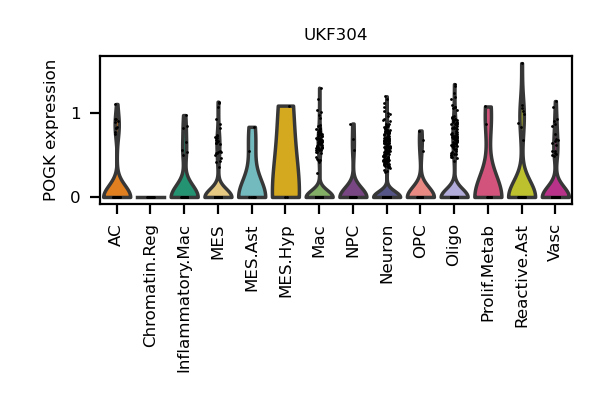 UKF304
POGK expression
1
0
AC
Chromatin.Reg
Inflammatory.Mac
MES
MES.Ast
MES.Hyp
Mac
NPC
Neuron
OPC
Oligo
Prolif.Metab
Reactive.Ast
Vasc